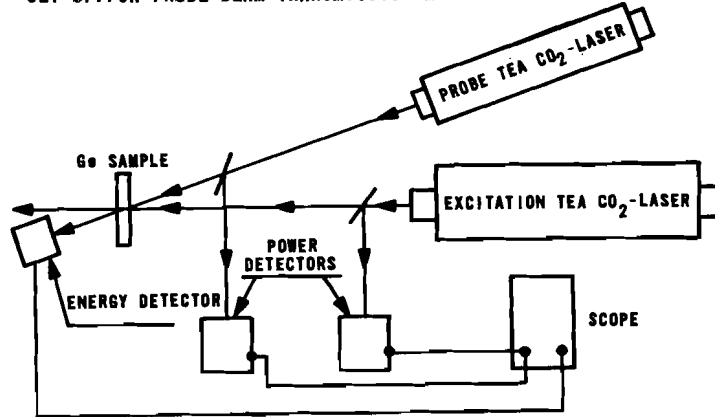 PROBE TEA CO₂-LASER
Ge SAMPLE
EXCITATION TEA CO₂-LASER
POWER
DETECTORS
ENERGY DETECTOR
SCOPE